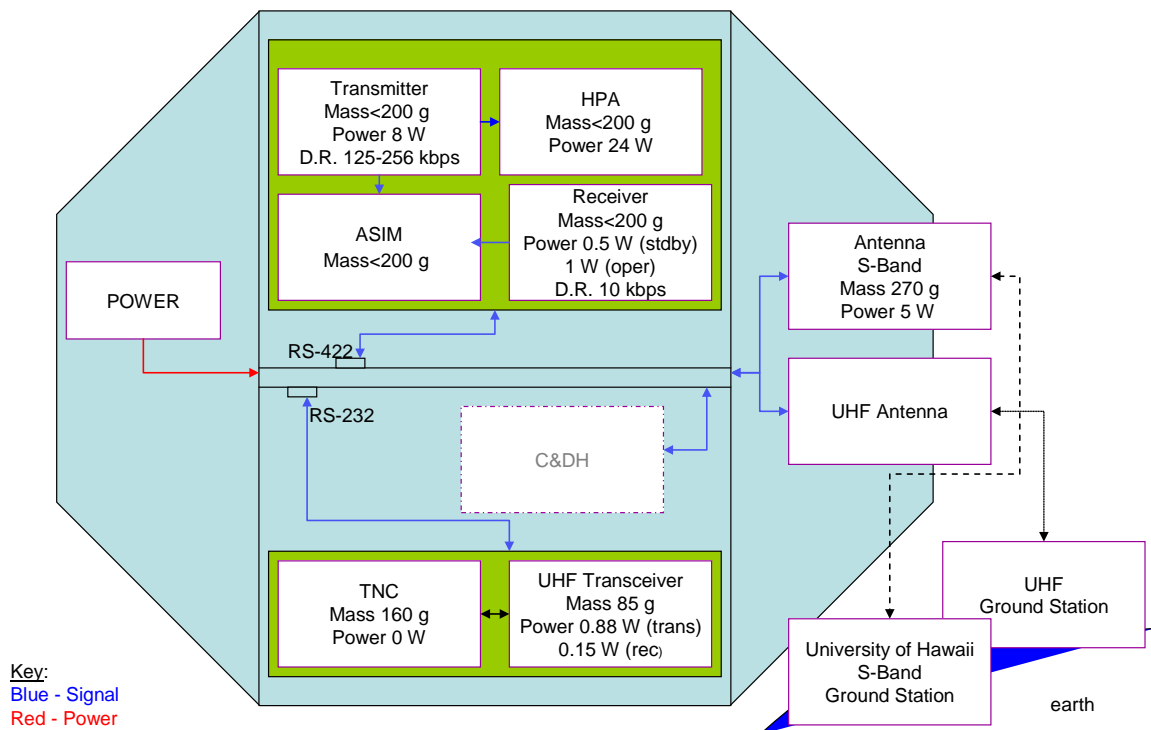 Transmitter
Mass<200 g
Power 8 W
D.R. 125-256 kbps
HPA
Mass<200 g
Power 24 W
ASIM
Mass<200 g
Receiver
Mass<200 g
Power 0.5 W (stdby)
1 W (oper)
D.R. 10 kbps
POWER
Antenna
S-Band
Mass 270 g
Power 5 W
RS-422
RS-232
UHF Antenna
C&DH
TNC
Mass 160 g
Power 0 W
UHF Transceiver
Mass 85 g
Power 0.88 W (trans)
0.15 W (rec)
UHF
Ground Station
University of Hawaii
S-Band
Ground Station
earth
Key:
Blue - Signal
Red - Power